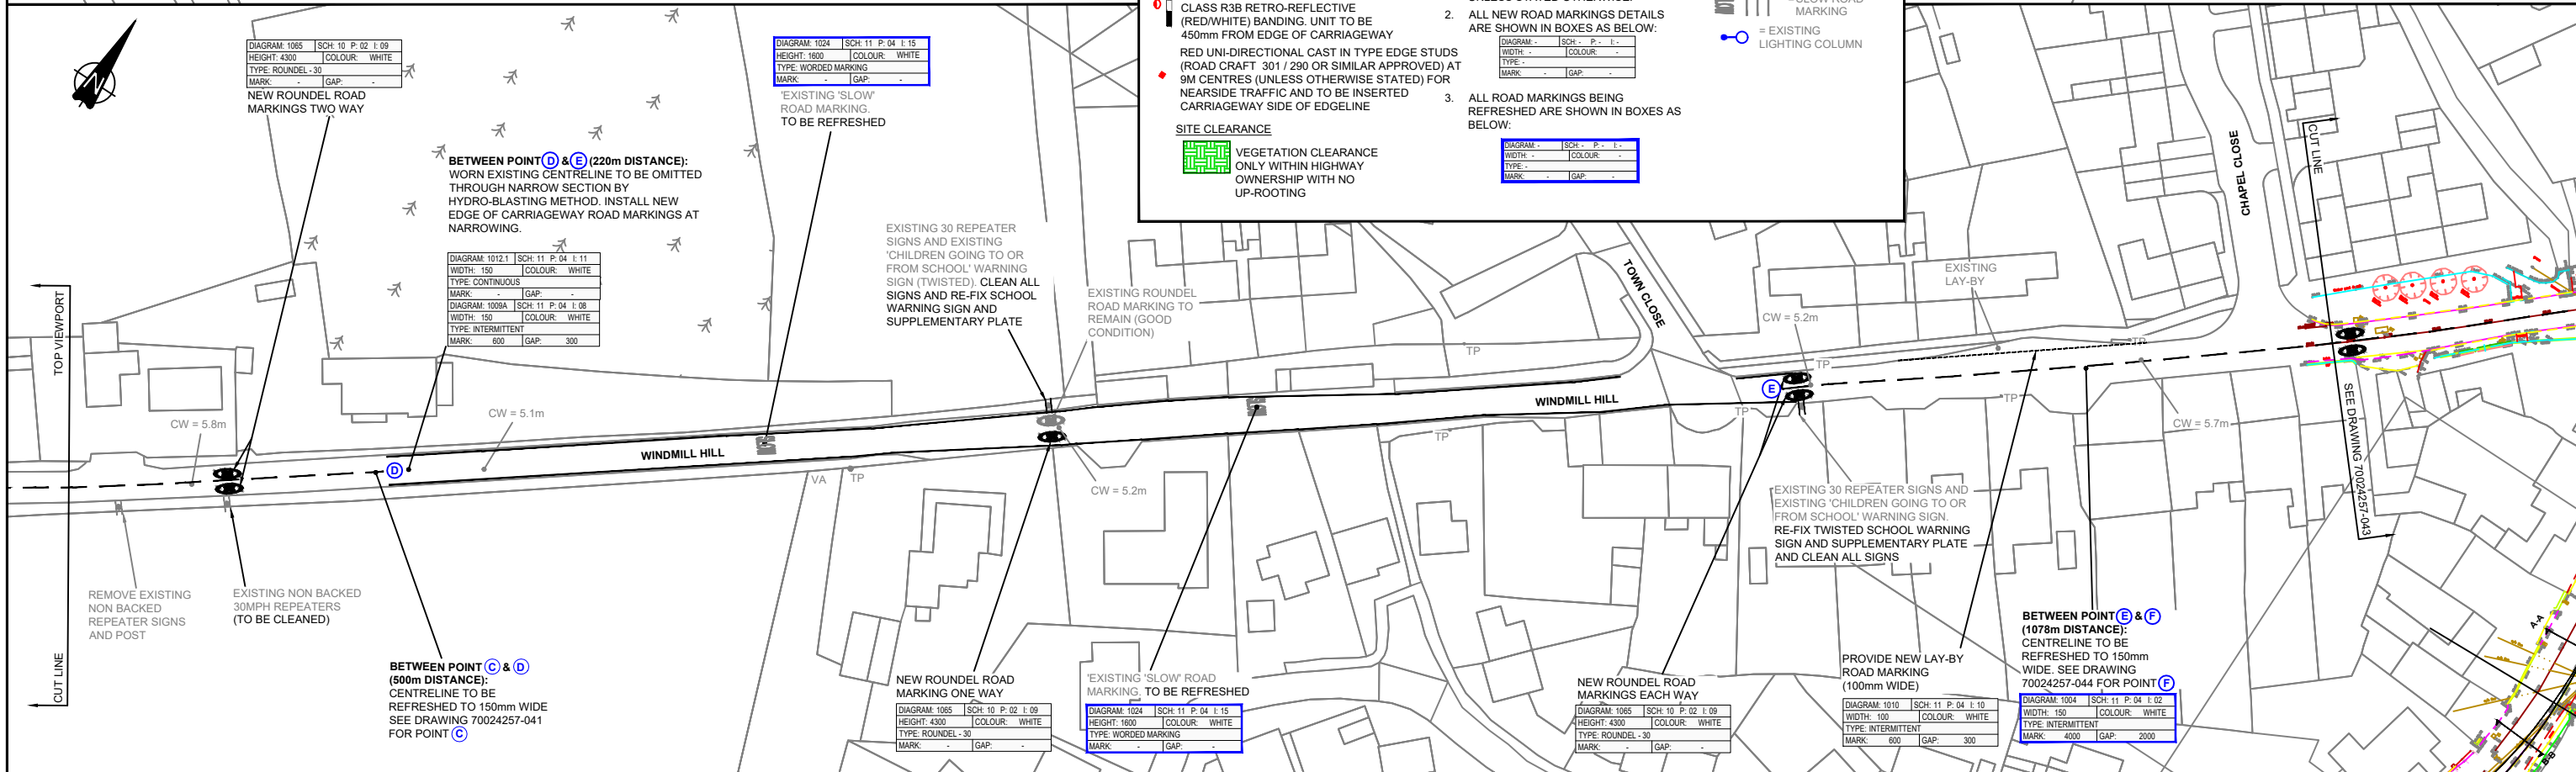 DIAGRAM: 1065 SCH: 10 P: 02 I: 09
HEIGHT: 4300 COLOUR: WHITE
TYPE: ROUNDEL - 30
MARK: - GAP: -
NEW ROUNDEL ROAD
MARKINGS TWO WAY
DIAGRAM: 1024 SCH: 11 P: 04 I: 15
HEIGHT: 1600 COLOUR: WHITE
TYPE: WORDED MARKING
MARK: - GAP: -
'EXISTING 'SLOW'
ROAD MARKING.
TO BE REFRESHED
CLASS R3B RETRO-REFLECTIVE
(RED/WHITE) BANDING. UNIT TO BE
450mm FROM EDGE OF CARRIAGEWAY
RED UNI-DIRECTIONAL CAST IN TYPE EDGE STUDS
(ROAD CRAFT 301 / 290 OR SIMILAR APPROVED) AT
9M CENTRES (UNLESS OTHERWISE STATED) FOR
NEARSIDE TRAFFIC AND TO BE INSERTED
CARRIAGEWAY SIDE OF EDGELINE
SITE CLEARANCE
VEGETATION CLEARANCE
ONLY WITHIN HIGHWAY
OWNERSHIP WITH NO
UP-ROOTING
2. ALL NEW ROAD MARKINGS DETAILS
ARE SHOWN IN BOXES AS BELOW:
DIAGRAM: - SCH: - P: - I: -
WIDTH: - COLOUR: -
TYPE: -
MARK: - GAP: -
3. ALL ROAD MARKINGS BEING
REFRESHED ARE SHOWN IN BOXES AS
BELOW:
DIAGRAM: - SCH: - P: - I: -
WIDTH: - COLOUR: -
TYPE: -
MARK: - GAP: -
MARKING
= EXISTING
LIGHTING COLUMN
BETWEEN POINT D & E (220m DISTANCE):
WORN EXISTING CENTRELINE TO BE OMITTED
THROUGH NARROW SECTION BY
HYDRO-BLASTING METHOD. INSTALL NEW
EDGE OF CARRIAGEWAY ROAD MARKINGS AT
NARROWING.
DIAGRAM: 1012.1 SCH: 11 P: 04 I: 11
WIDTH: 150 COLOUR: WHITE
TYPE: CONTINUOUS
MARK: - GAP: -
DIAGRAM: 1009A SCH: 11 P: 04 I: 08
WIDTH: 150 COLOUR: WHITE
TYPE: INTERMITTENT
MARK: 600 GAP: 300
EXISTING 30 REPEATER
SIGNS AND EXISTING
'CHILDREN GOING TO OR
FROM SCHOOL' WARNING
SIGN (TWISTED). CLEAN ALL
SIGNS AND RE-FIX SCHOOL
WARNING SIGN AND
SUPPLEMENTARY PLATE
EXISTING ROUNDEL
ROAD MARKING TO
REMAIN (GOOD
CONDITION)
TOWN CLOSE
CHAPEL CLOSE
CUT LINE
EXISTING
LAY-BY
CW = 5.2m
TP
TP
TP
TOP VIEWPORT
CUT LINE
CW = 5.8m
CW = 5.1m
D
WINDMILL HILL
VA
TP
CW = 5.2m
TP
WINDMILL HILL
E
TP
TP
CW = 5.7m
SEE DRAWING 70024257-043
REMOVE EXISTING
NON BACKED
REPEATER SIGNS
AND POST
EXISTING NON BACKED
30MPH REPEATERS
(TO BE CLEANED)
BETWEEN POINT C & D
(500m DISTANCE):
CENTRELINE TO BE
REFRESHED TO 150mm WIDE
SEE DRAWING 70024257-041
FOR POINT C
NEW ROUNDEL ROAD
MARKING ONE WAY
DIAGRAM: 1065 SCH: 10 P: 02 I: 09
HEIGHT: 4300 COLOUR: WHITE
TYPE: ROUNDEL - 30
MARK: - GAP: -
'EXISTING 'SLOW' ROAD
MARKING. TO BE REFRESHED
DIAGRAM: 1024 SCH: 11 P: 04 I: 15
HEIGHT: 1600 COLOUR: WHITE
TYPE: WORDED MARKING
MARK: - GAP: -
NEW ROUNDEL ROAD
MARKINGS EACH WAY
DIAGRAM: 1065 SCH: 10 P: 02 I: 09
HEIGHT: 4300 COLOUR: WHITE
TYPE: ROUNDEL - 30
MARK: - GAP: -
EXISTING 30 REPEATER SIGNS AND
EXISTING 'CHILDREN GOING TO OR
FROM SCHOOL' WARNING SIGN.
RE-FIX TWISTED SCHOOL WARNING
SIGN AND SUPPLEMENTARY PLATE
AND CLEAN ALL SIGNS
PROVIDE NEW LAY-BY
ROAD MARKING
(100mm WIDE)
DIAGRAM: 1010 SCH: 11 P: 04 I: 10
WIDTH: 100 COLOUR: WHITE
TYPE: INTERMITTENT
MARK: 600 GAP: 300
BETWEEN POINT E & F
(1078m DISTANCE):
CENTRELINE TO BE
REFRESHED TO 150mm
WIDE. SEE DRAWING
70024257-044 FOR POINT F
DIAGRAM: 1004 SCH: 11 P: 04 I: 02
WIDTH: 150 COLOUR: WHITE
TYPE: INTERMITTENT
MARK: 4000 GAP: 2000
A-A
B-B